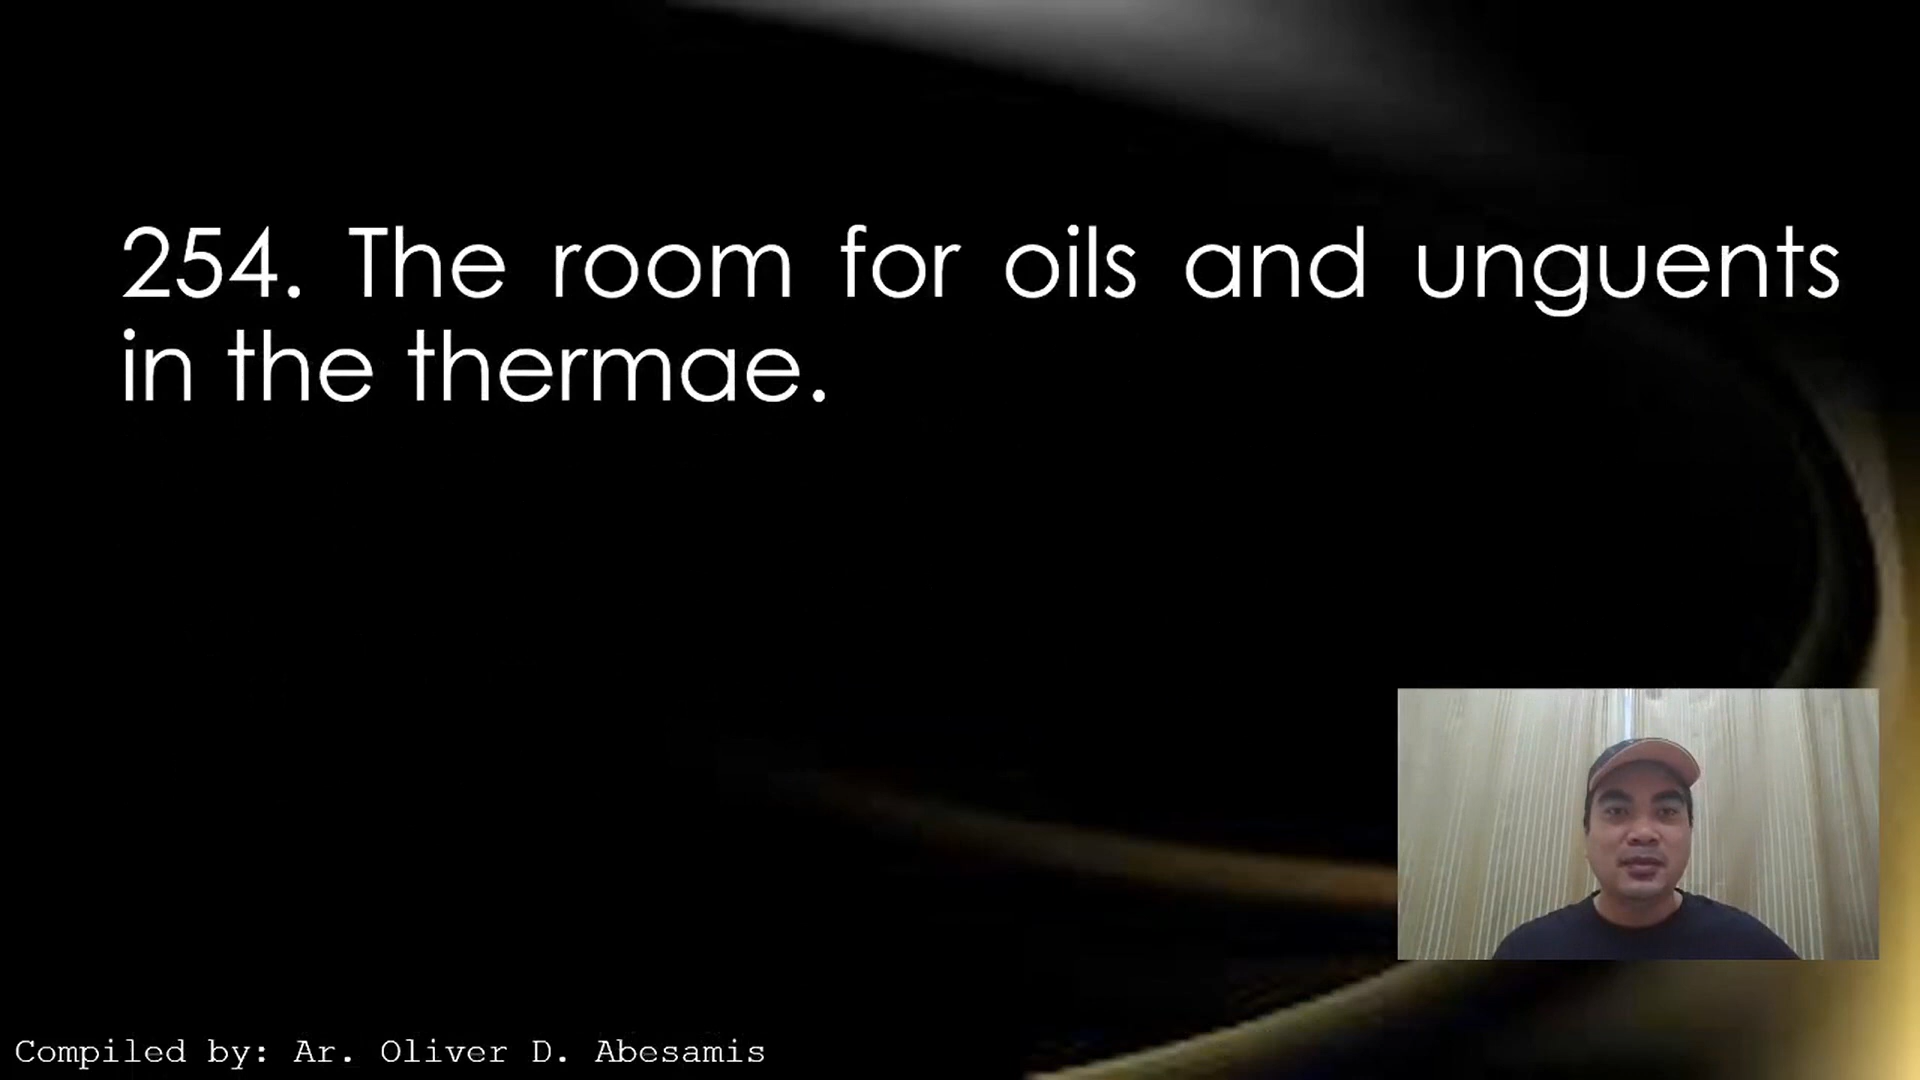 254. The room for oils and unguents
in the thermae.
Compiled by: Ar. Oliver D. Abesamis